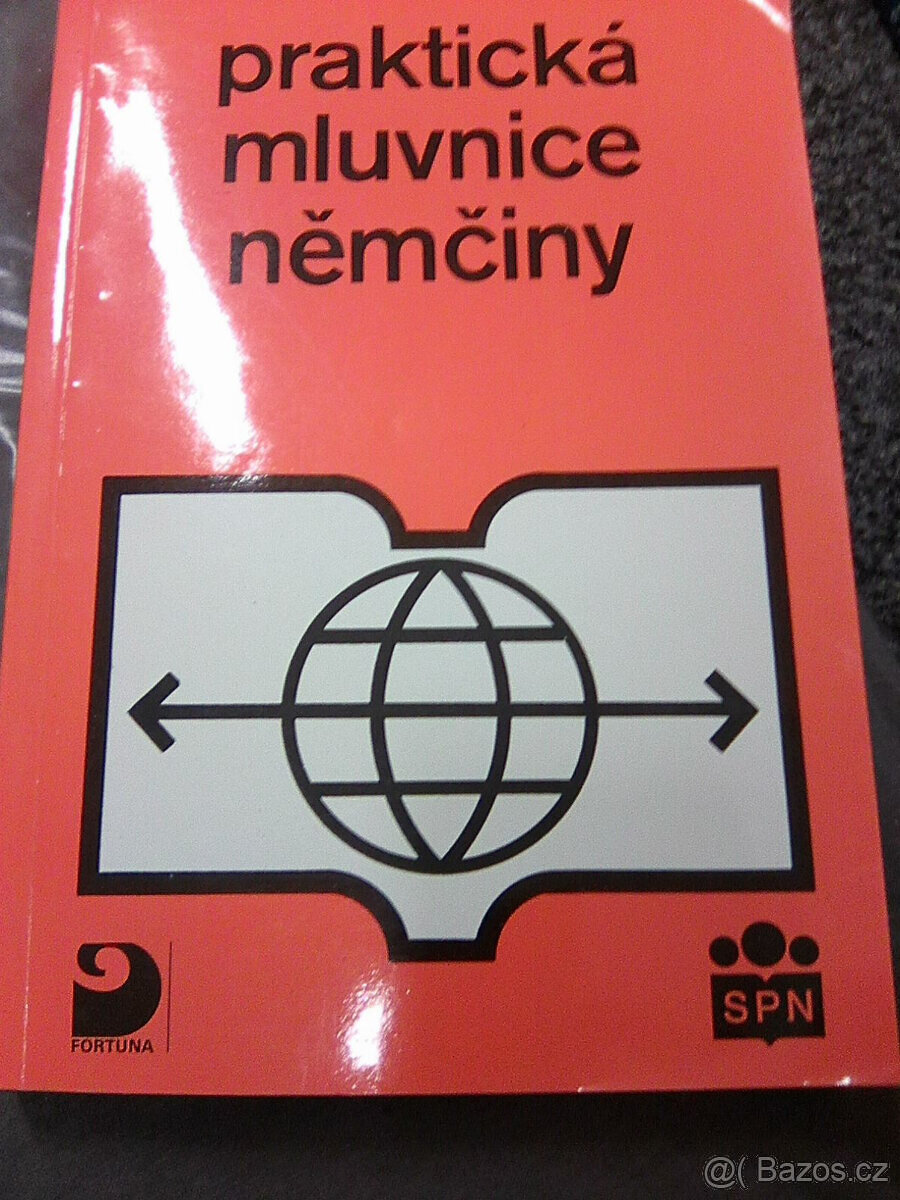 praktická
mluvnice
němčiny
FORTUNA
SPN
@( Bazos.cz